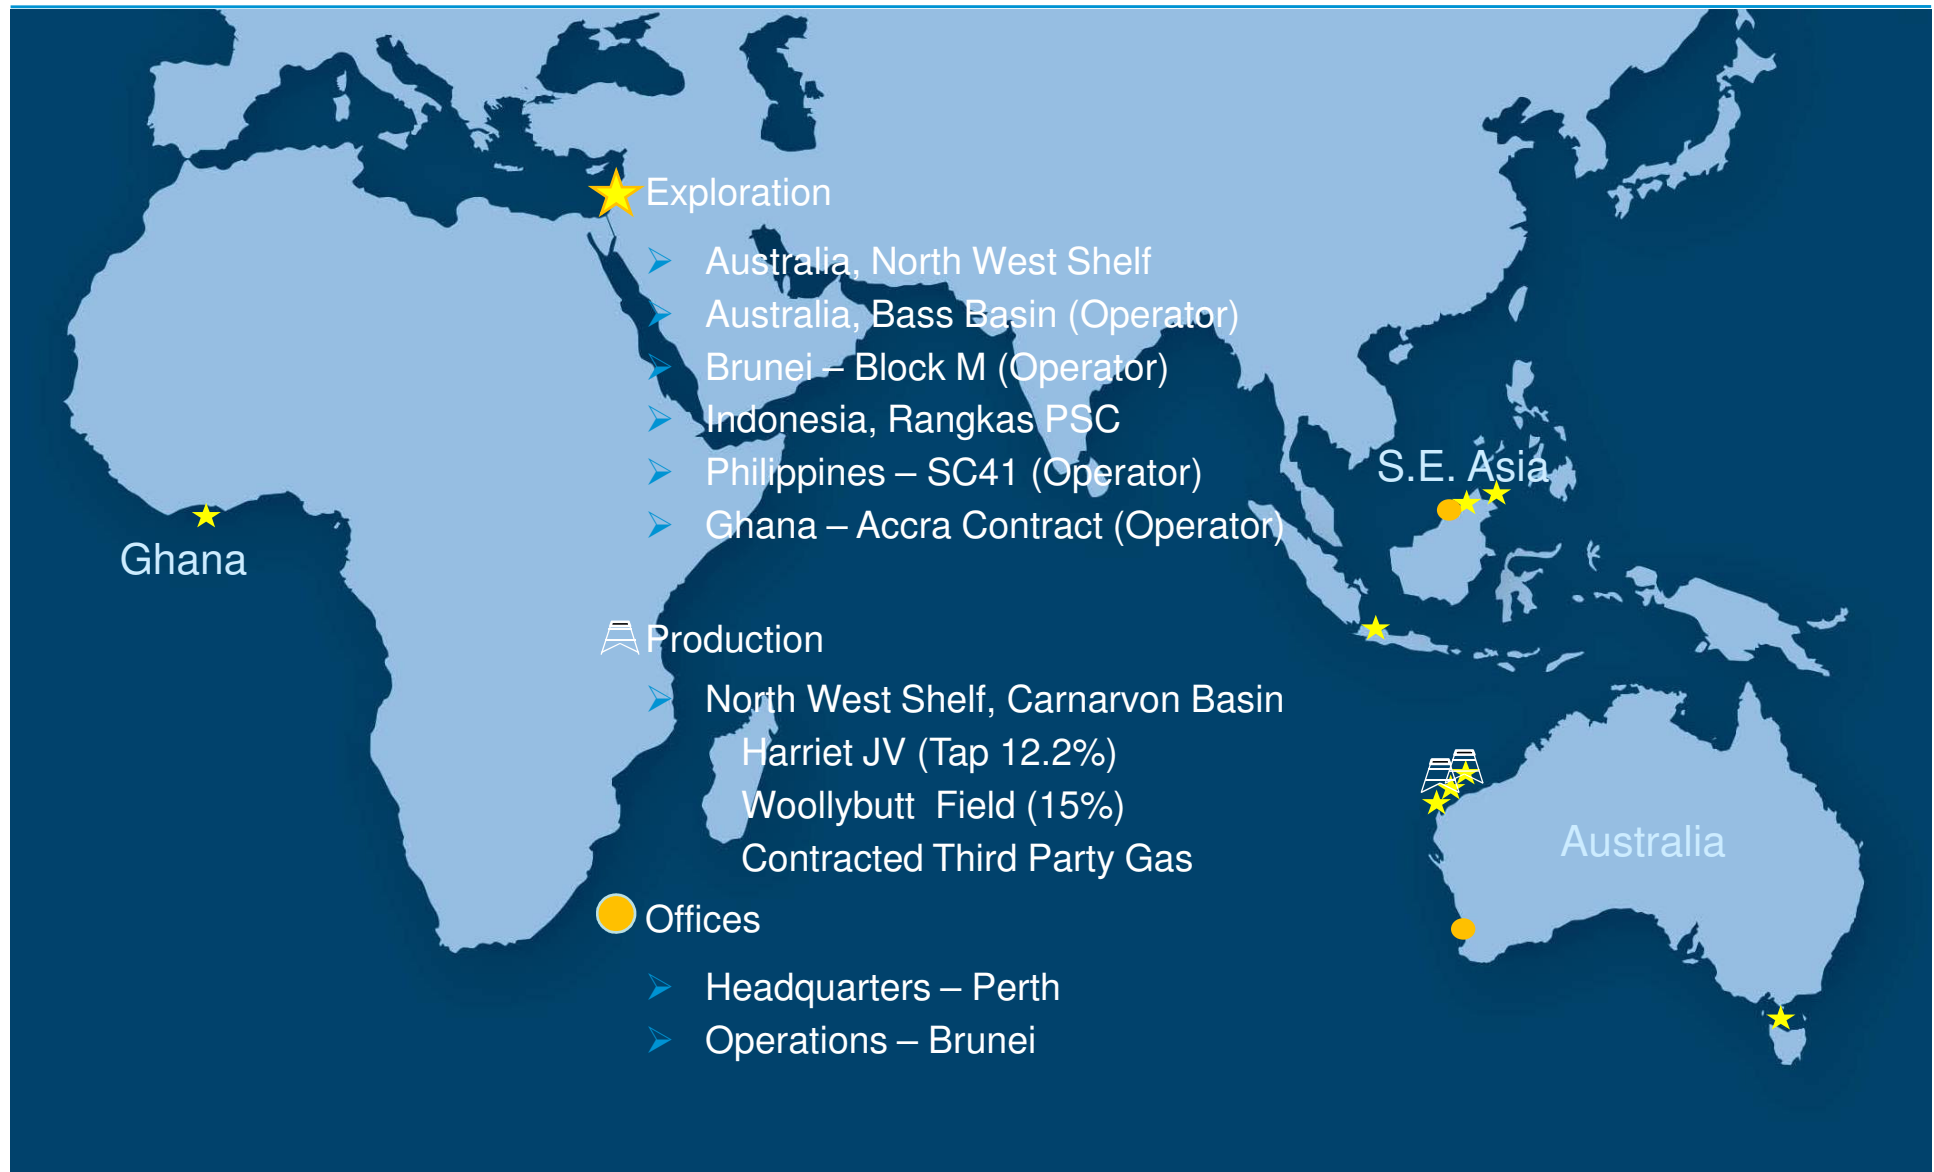 Exploration
Australia, North West Shelf
Australia, Bass Basin (Operator)
Brunei – Block M (Operator)
Indonesia, Rangkas PSC
Philippines – SC41 (Operator)
Ghana – Accra Contract (Operator)
Production
North West Shelf, Carnarvon Basin
Harriet JV (Tap 12.2%)
Woollybutt  Field (15%)
Contracted Third Party Gas
Offices
Headquarters – Perth
Operations – Brunei
Ghana
S.E. Asia
Australia